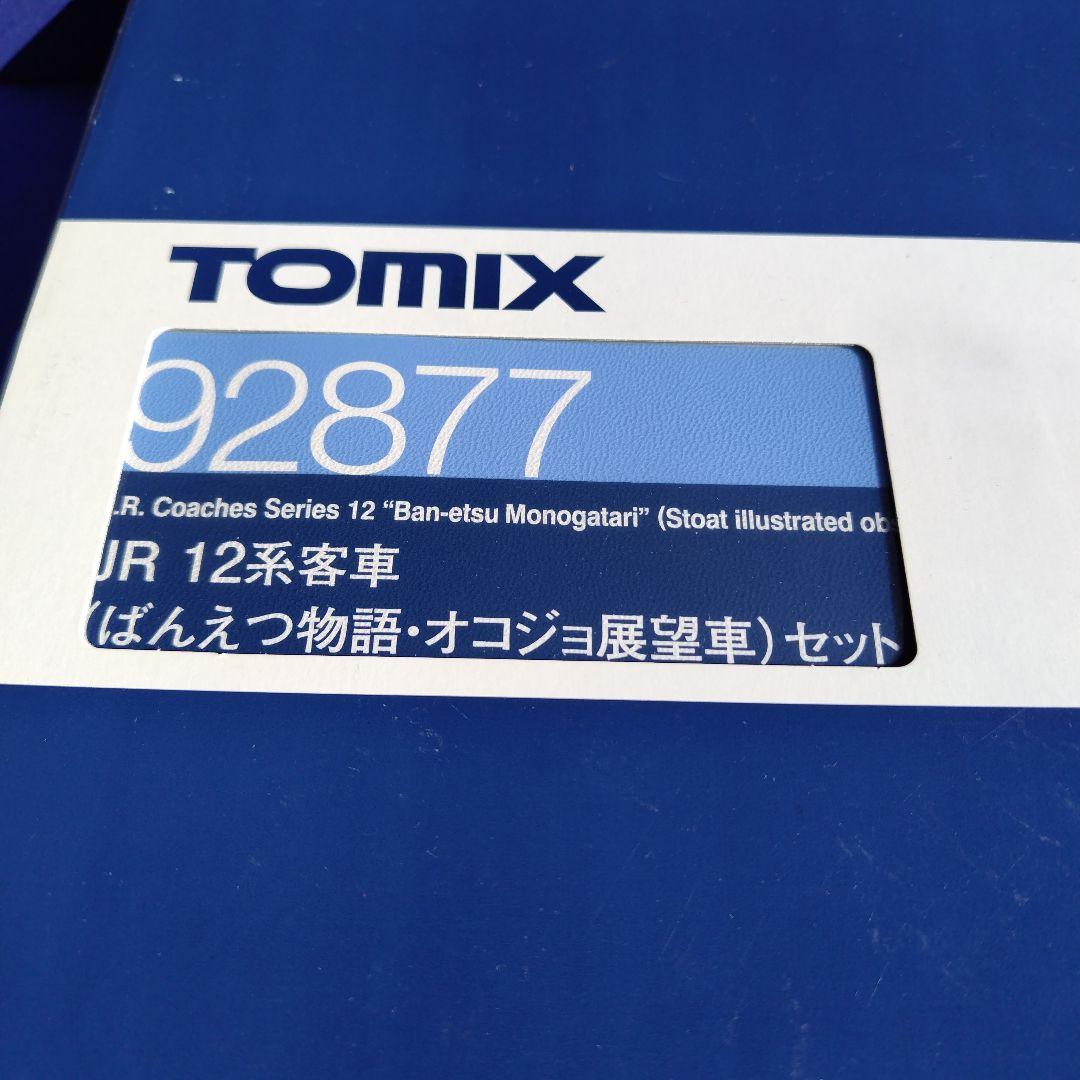 TOMIX
92877
.R. Coaches Series 12 “Ban-etsu Monogatari” (Stoat illustrated
JR 12系客車
(ばんえつ物語・オコジョ展望車)セット